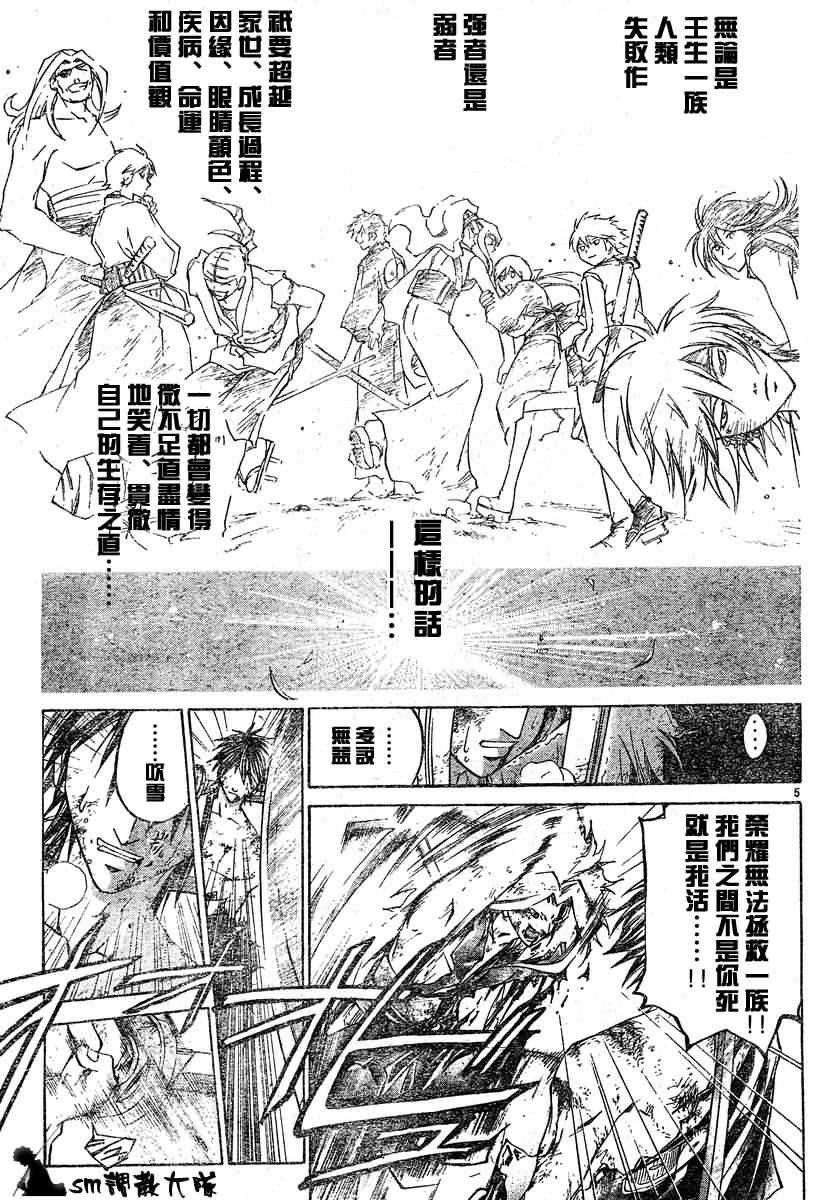 無論是
壬生一族
人類
失敗作
强者還是
弱者
祇要超越
家世、成長過程、
因緣、眼睛顏色、
疾病、命運
和價值觀
一切都會變得
微不足道盡情
地笑着、貫徹
自己的生存之道……
這樣的話
———…
…
多説
無益
……吹雪
5
榮耀無法拯救一族!!
我們之間不是你死
就是我活……!!
sm調教大隊